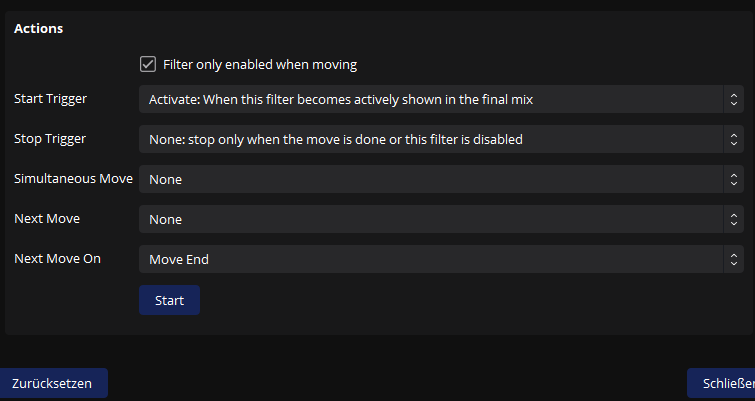 Actions
Filter only enabled when moving
Start Trigger
Activate: When this filter becomes actively shown in the final mix
Stop Trigger
None: stop only when the move is done or this filter is disabled
Simultaneous Move
None
Next Move
None
Next Move On
Move End
Start
Zurücksetzen
Schließen